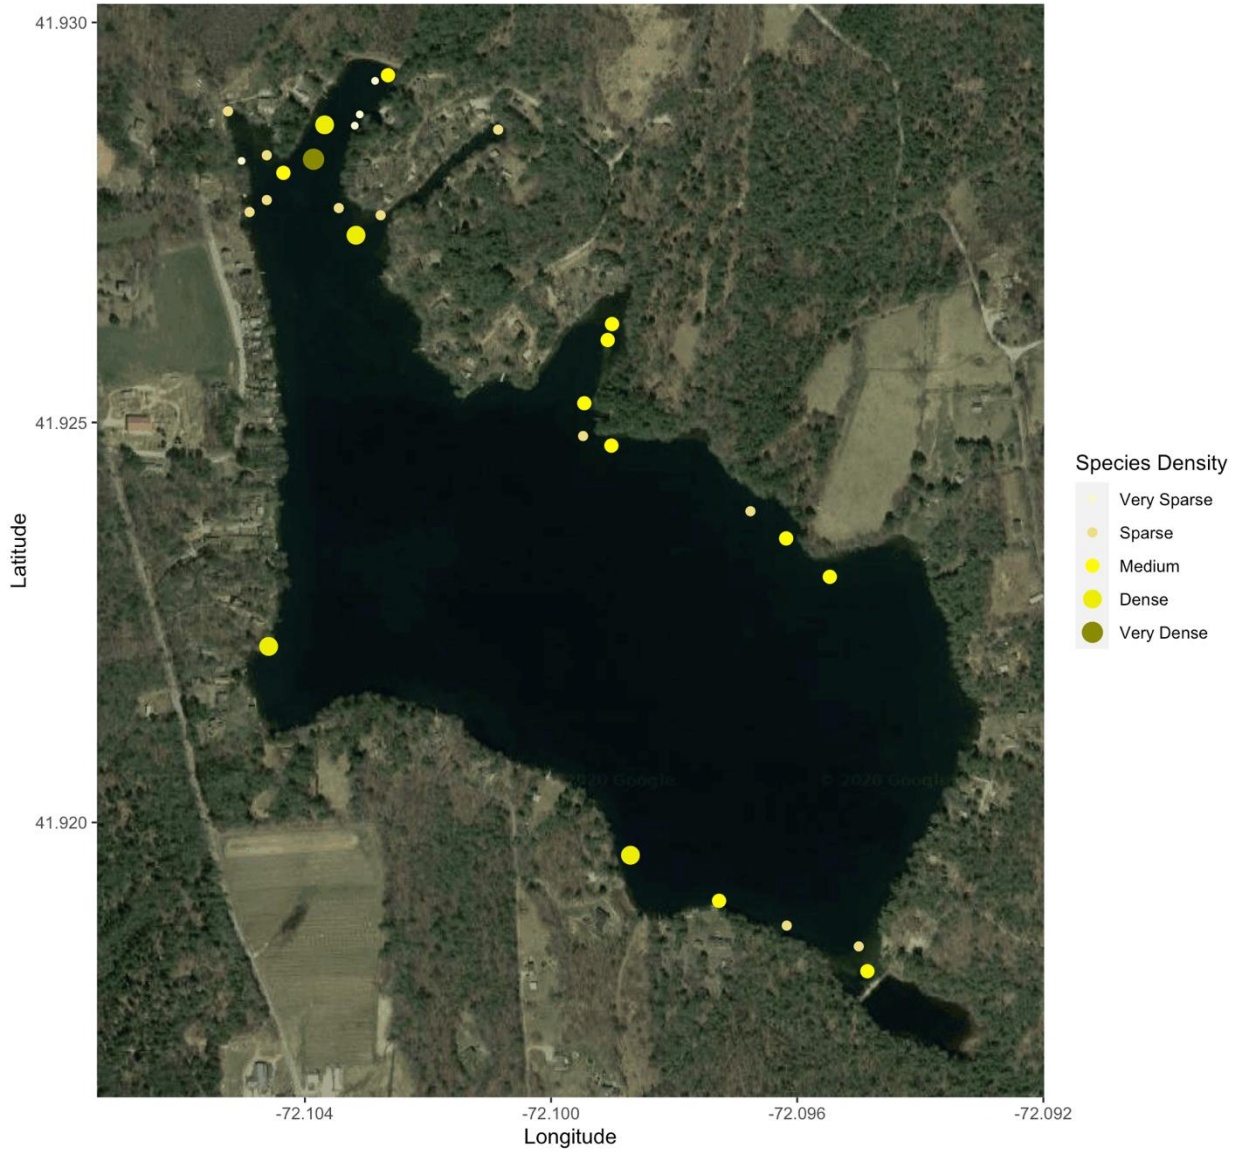 41.930
41.925
41.920
Latitude
-72.104
-72.100
-72.096
-72.092
Longitude
Species Density
Very Sparse
Sparse
Medium
Dense
Very Dense
2020 Google
© 2020 Google